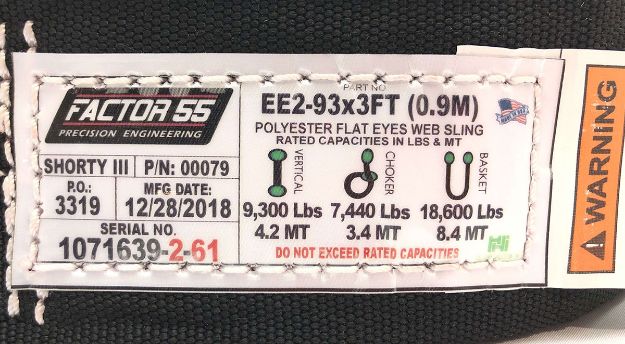 FACTOR 55
PRECISION ENGINEERING
SHORTY III P/N: 00079
P.O.: MFG DATE:
3319 12/28/2018
SERIAL NO.
1071639-2-61
PART NO
EE2-93x3FT (0.9M)
POLYESTER FLAT EYES WEB SLING
RATED CAPACITIES IN LBS & MT
VERTICAL CHOKER BASKET
9,300 Lbs 7,440 Lbs 18,600 Lbs
4.2 MT 3.4 MT 8.4 MT
DO NOT EXCEED RATED CAPACITIES
WARNING